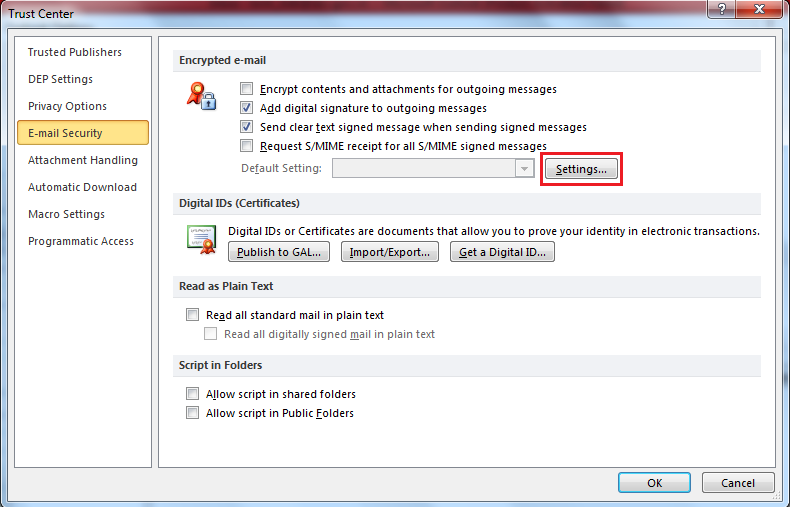 Trust Center
Trusted Publishers
DEP Settings
Privacy Options
E-mail Security
Attachment Handling
Automatic Download
Macro Settings
Programmatic Access
Encrypted e-mail
Encrypt contents and attachments for outgoing messages
Add digital signature to outgoing messages
Send clear text signed message when sending signed messages
Request S/MIME receipt for all S/MIME signed messages
Default Setting:
Settings...
Digital IDs (Certificates)
Digital IDs or Certificates are documents that allow you to prove your identity in electronic transactions.
Publish to GAL... Import/Export... Get a Digital ID...
Read as Plain Text
Read all standard mail in plain text
Read all digitally signed mail in plain text
Script in Folders
Allow script in shared folders
Allow script in Public Folders
OK Cancel